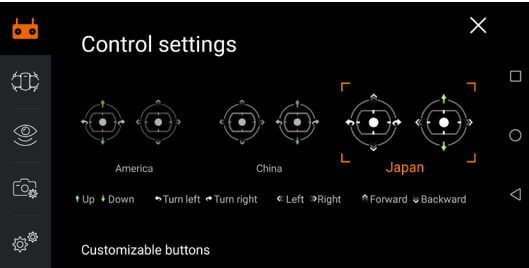 Control settings
America China Japan
Up Down Turn left Turn right Left Right Forward Backward
Customizable buttons